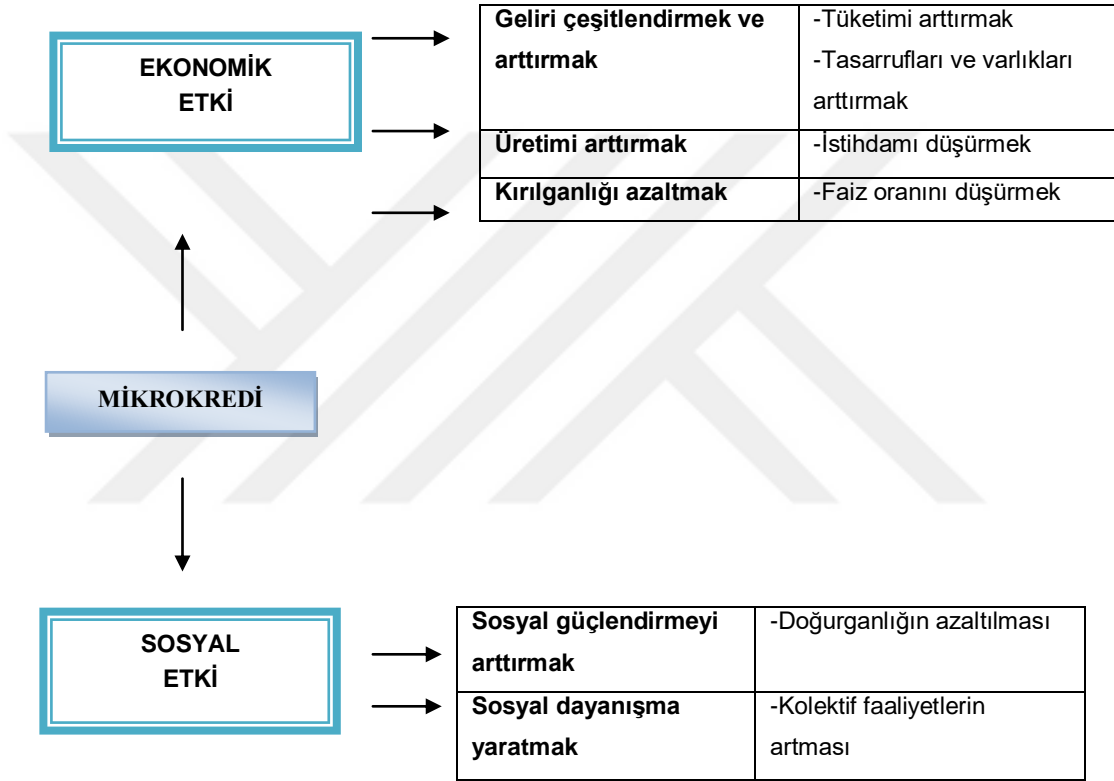 EKONOMİK
ETKİ
Geliri çeşitlendirmek ve
arttırmak
-Tüketimi arttırmak
-Tasarrufları ve varlıkları
arttırmak
Üretimi arttırmak
-İstihdamı düşürmek
Kırılganlığı azaltmak
-Faiz oranını düşürmek
MİKROKREDİ
SOSYAL
ETKİ
Sosyal güçlendirmeyi
arttırmak
-Doğurganlığın azaltılması
Sosyal dayanışma
yaratmak
-Kolektif faaliyetlerin
artması